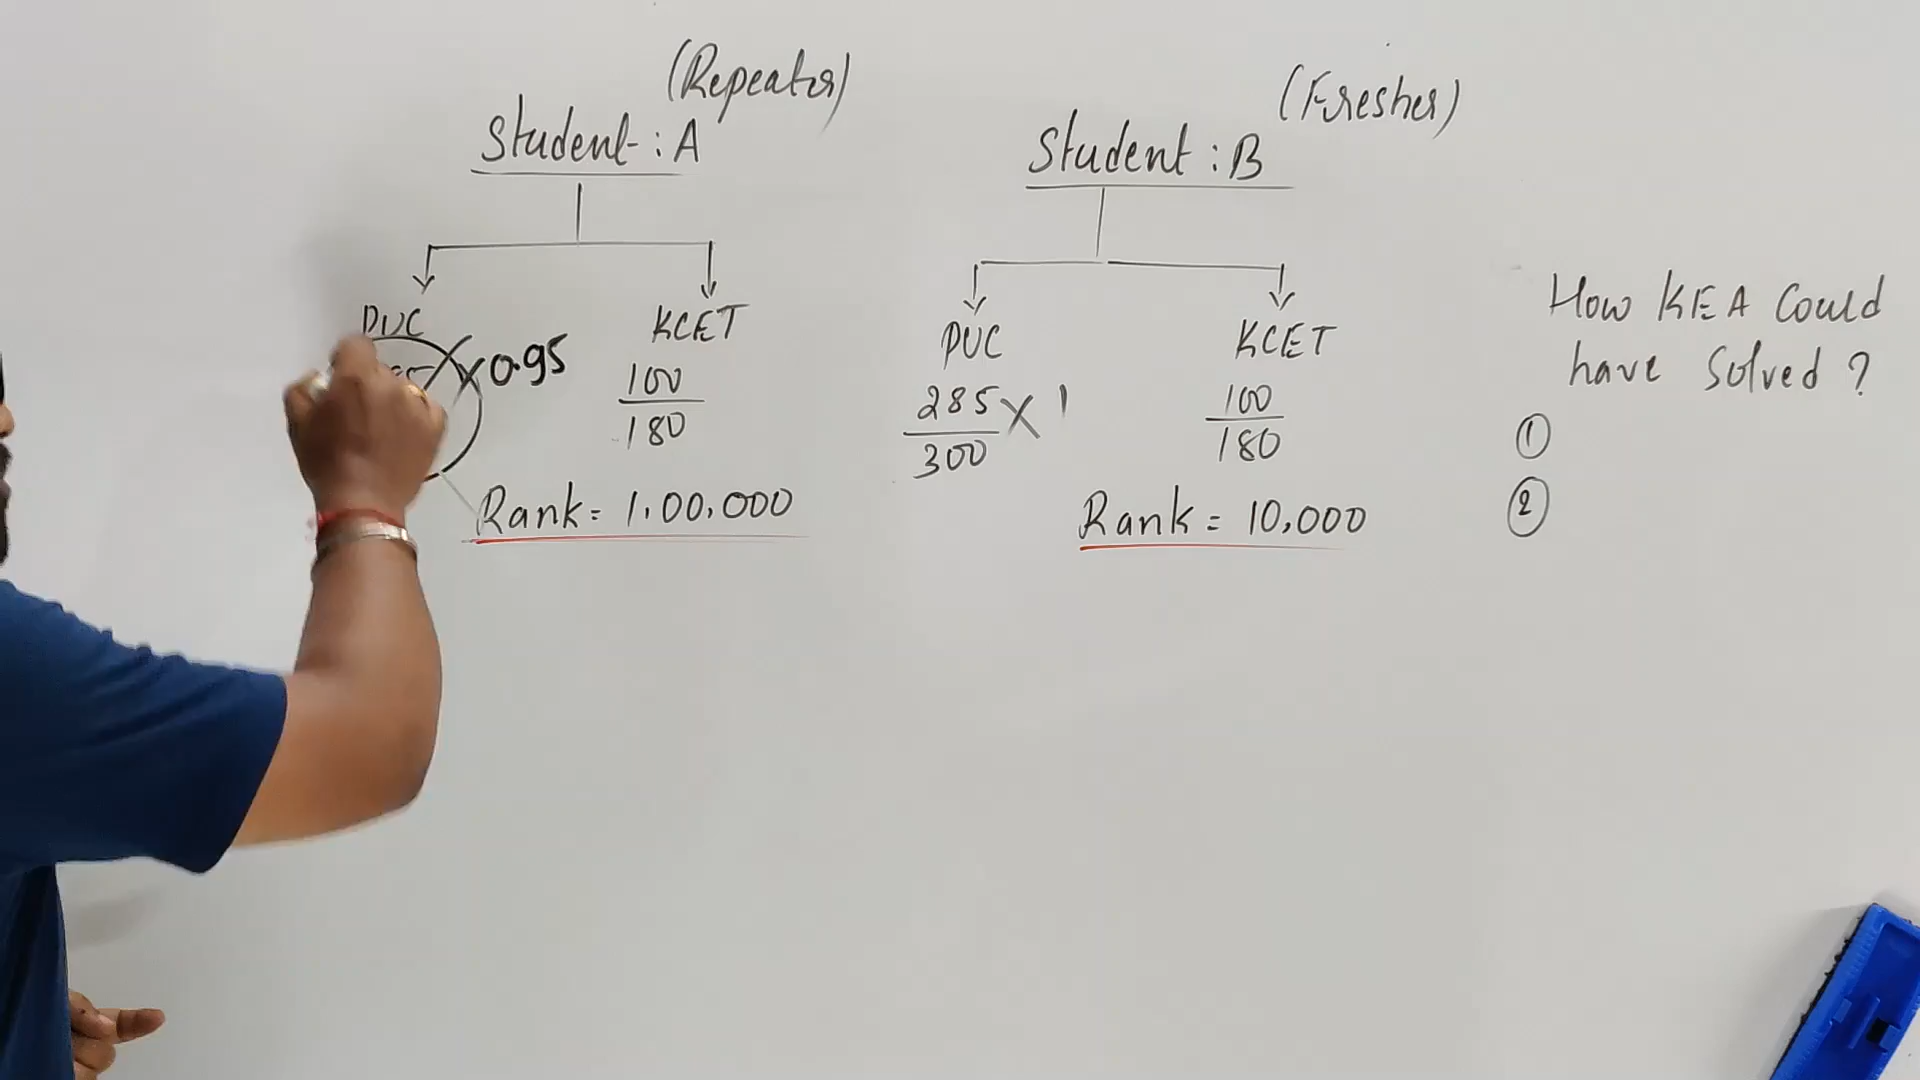 (Repeater)
Student : A
PUC
× 0.95
KCET
100
180
Rank = 1,00,000
(Fresher)
Student : B
PUC
285 × 1
300
KCET
100
180
Rank = 10,000
How KEA Could
have Solved ?
①
②